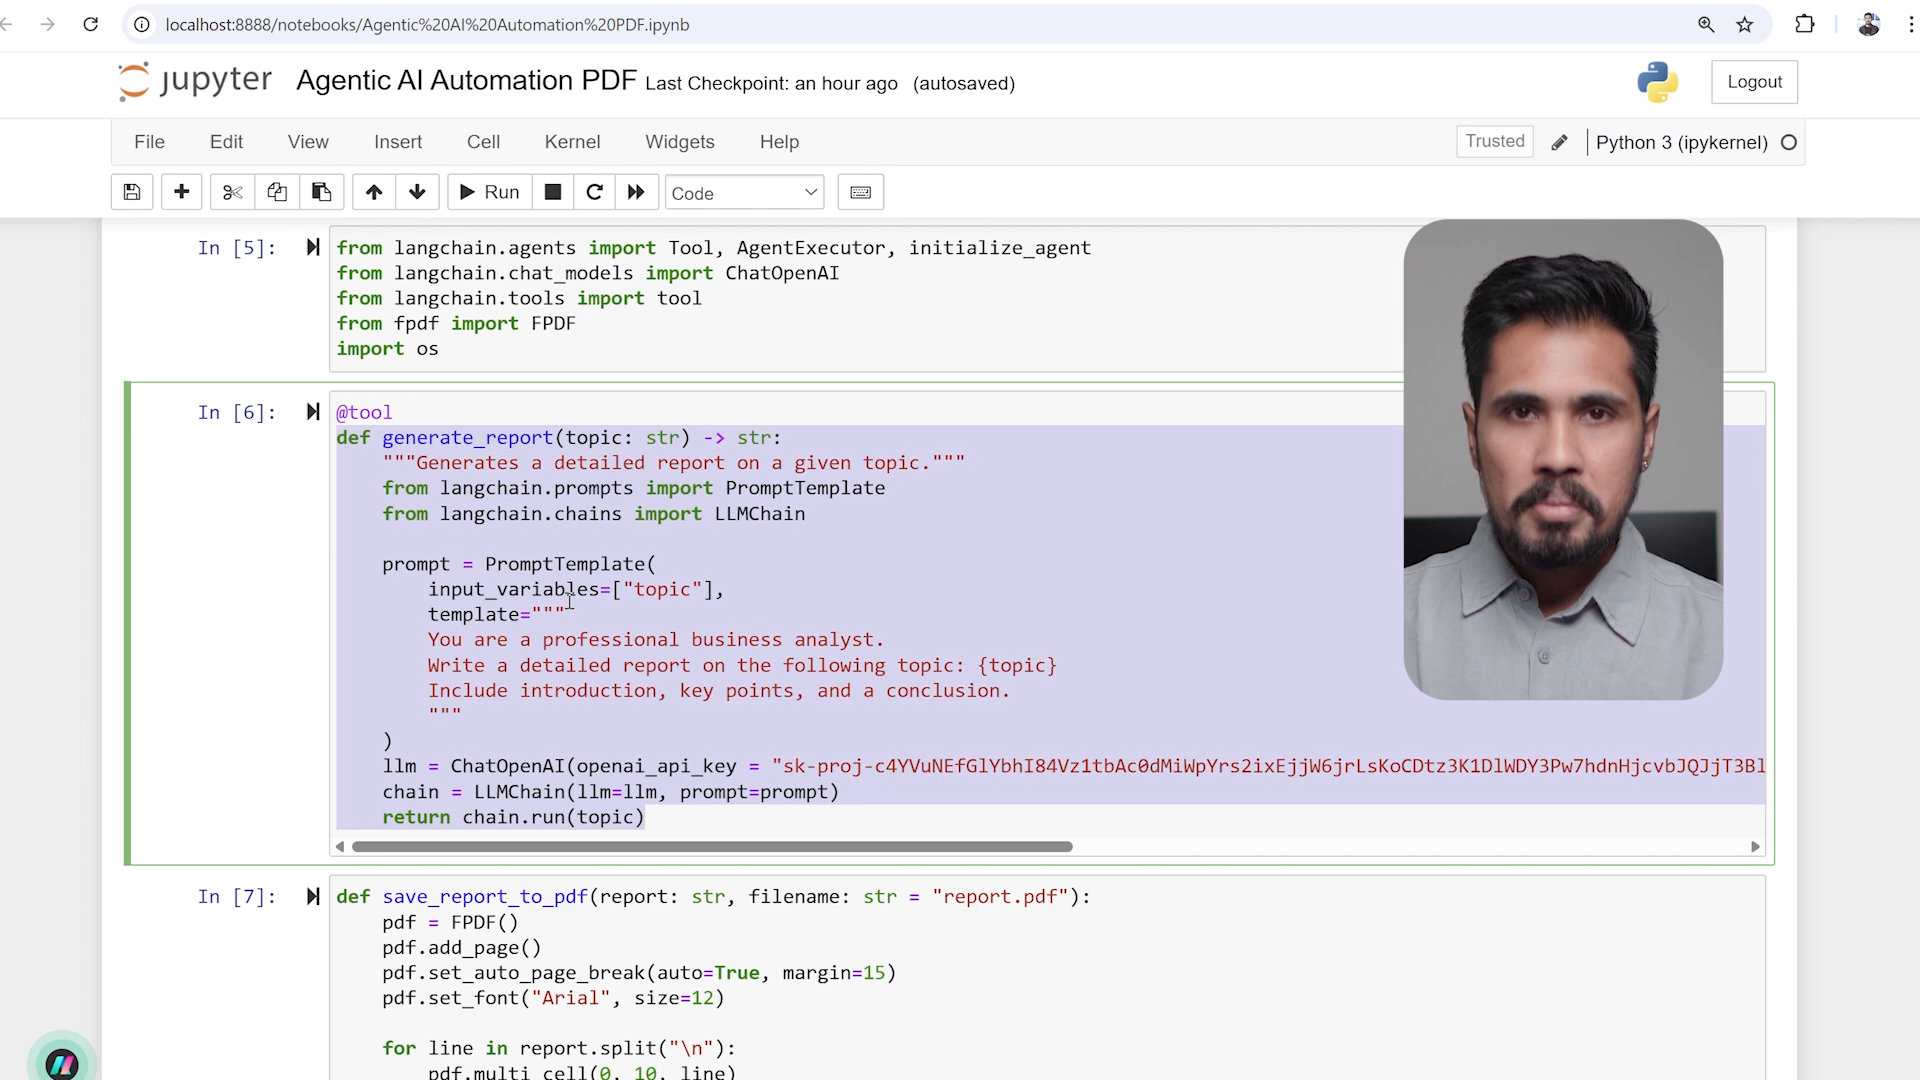 localhost:8888/notebooks/Agentic%20AI%20Automation%20PDF.ipynb
jupyter Agentic AI Automation PDF Last Checkpoint: an hour ago (autosaved) Logout
File Edit View Insert Cell Kernel Widgets Help Trusted Python 3 (ipykernel)
Run Code
In [5]: from langchain.agents import Tool, AgentExecutor, initialize_agent
from langchain.chat_models import ChatOpenAI
from langchain.tools import tool
from fpdf import FPDF
import os
In [6]: @tool
def generate_report(topic: str) -> str:
"""Generates a detailed report on a given topic."""
from langchain.prompts import PromptTemplate
from langchain.chains import LLMChain
prompt = PromptTemplate(
input_variables=["topic"],
template="""
You are a professional business analyst.
Write a detailed report on the following topic: {topic}
Include introduction, key points, and a conclusion.
"""
)
llm = ChatOpenAI(openai_api_key = "sk-proj-c4YVuNEfGlYbhI84Vz1tbAc0dMiWpYrs2ixEjjW6jrLsKoCDtz3K1DlWDY3Pw7hdnHjcvbJQJjT3Bl
chain = LLMChain(llm=llm, prompt=prompt)
return chain.run(topic)
In [7]: def save_report_to_pdf(report: str, filename: str = "report.pdf"):
pdf = FPDF()
pdf.add_page()
pdf.set_auto_page_break(auto=True, margin=15)
pdf.set_font("Arial", size=12)
for line in report.split("\n"):
pdf.multi_cell(0, 10, line)